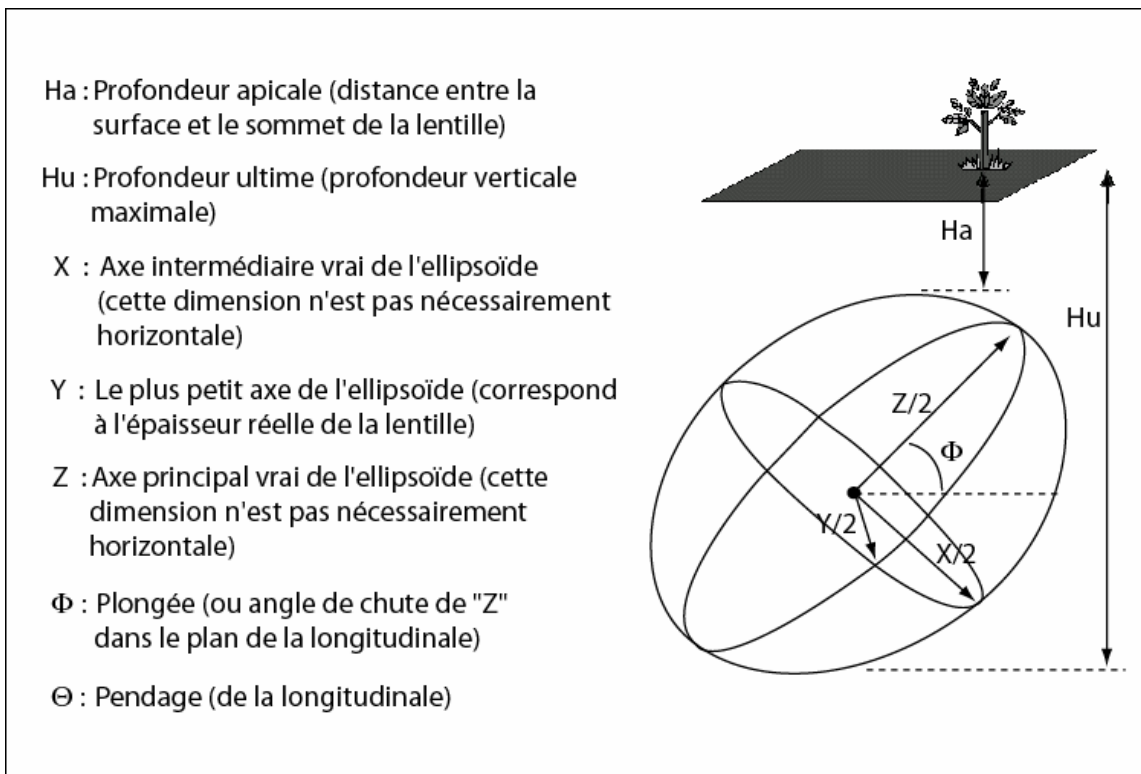 Ha : Profondeur apicale (distance entre la
surface et le sommet de la lentille)
Hu : Profondeur ultime (profondeur verticale
maximale)
X : Axe intermédiaire vrai de l'ellipsoïde
(cette dimension n'est pas nécessairement
horizontale)
Y : Le plus petit axe de l'ellipsoïde (correspond
à l'épaisseur réelle de la lentille)
Z : Axe principal vrai de l'ellipsoïde (cette
dimension n'est pas nécessairement
horizontale)
Φ : Plongée (ou angle de chute de "Z"
dans le plan de la longitudinale)
Θ : Pendage (de la longitudinale)
Ha
Hu
Z/2
Φ
Y/2
X/2